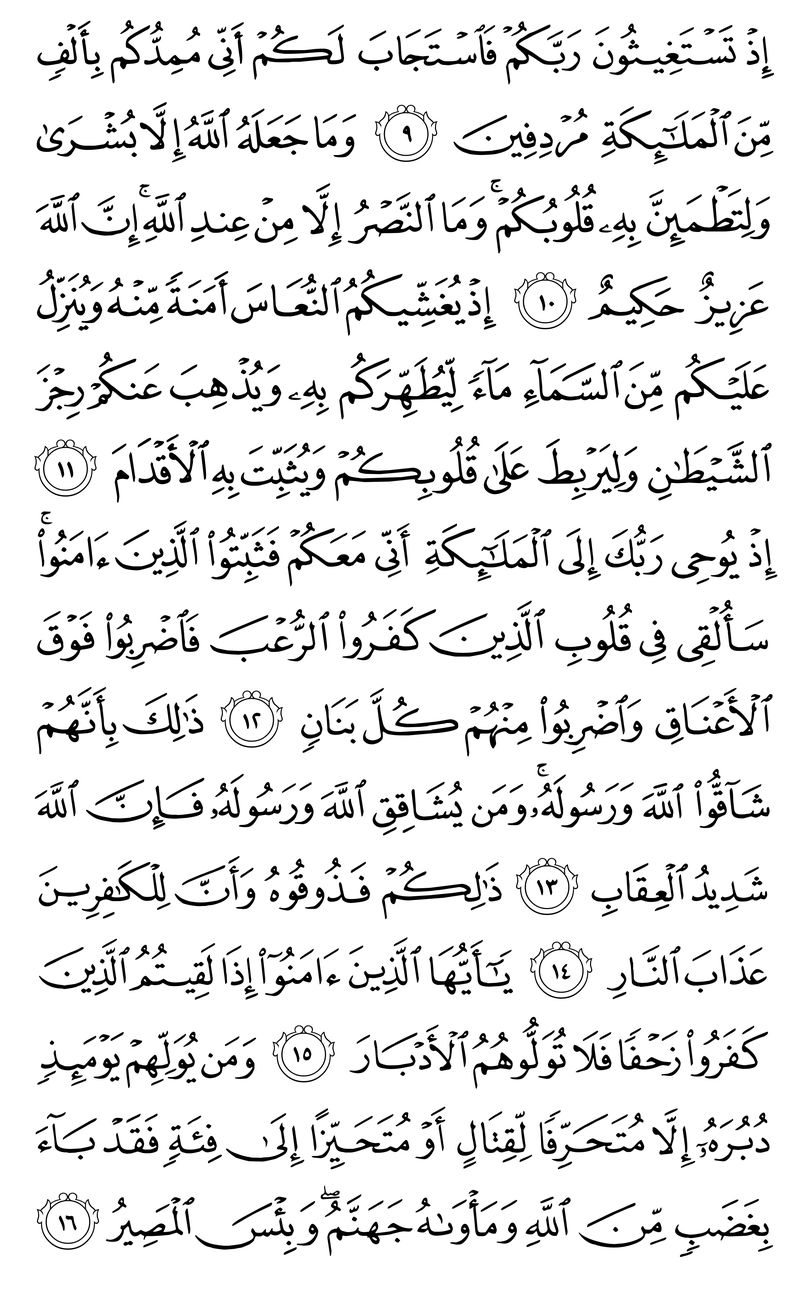 إِذْ تَسْتَغِيثُونَ رَبَّكُمْ فَٱسْتَجَابَ لَكُمْ أَنِّى مُمِدُّكُم بِأَلْفٍ
مِّنَ ٱلْمَلَـٰٓئِكَةِ مُرْدِفِينَ ٩ وَمَا جَعَلَهُ ٱللَّهُ إِلَّا بُشْرَىٰ
وَلِتَطْمَئِنَّ بِهِۦ قُلُوبُكُمْ ۚ وَمَا ٱلنَّصْرُ إِلَّا مِنْ عِندِ ٱللَّهِ ۚ إِنَّ ٱللَّهَ
عَزِيزٌ حَكِيمٌ ١٠ إِذْ يُغَشِّيكُمُ ٱلنُّعَاسَ أَمَنَةً مِّنْهُ وَيُنَزِّلُ
عَلَيْكُم مِّنَ ٱلسَّمَآءِ مَآءً لِّيُطَهِّرَكُم بِهِۦ وَيُذْهِبَ عَنكُمْ رِجْزَ
ٱلشَّيْطَـٰنِ وَلِيَرْبِطَ عَلَىٰ قُلُوبِكُمْ وَيُثَبِّتَ بِهِ ٱلْأَقْدَامَ ١١
إِذْ يُوحِى رَبُّكَ إِلَى ٱلْمَلَـٰٓئِكَةِ أَنِّى مَعَكُمْ فَثَبِّتُوا۟ ٱلَّذِينَ ءَامَنُوا۟ ۚ
سَأُلْقِى فِى قُلُوبِ ٱلَّذِينَ كَفَرُوا۟ ٱلرُّعْبَ فَٱضْرِبُوا۟ فَوْقَ
ٱلْأَعْنَاقِ وَٱضْرِبُوا۟ مِنْهُمْ كُلَّ بَنَانٍ ١٢ ذَٰلِكَ بِأَنَّهُمْ
شَآقُّوا۟ ٱللَّهَ وَرَسُولَهُۥ ۚ وَمَن يُشَاقِقِ ٱللَّهَ وَرَسُولَهُۥ فَإِنَّ ٱللَّهَ
شَدِيدُ ٱلْعِقَابِ ١٣ ذَٰلِكُمْ فَذُوقُوهُ وَأَنَّ لِلْكَـٰفِرِينَ
عَذَابَ ٱلنَّارِ ١٤ يَـٰٓأَيُّهَا ٱلَّذِينَ ءَامَنُوٓا۟ إِذَا لَقِيتُمُ ٱلَّذِينَ
كَفَرُوا۟ زَحْفًا فَلَا تُوَلُّوهُمُ ٱلْأَدْبَارَ ١٥ وَمَن يُوَلِّهِمْ يَوْمَئِذٍ
دُبُرَهُۥٓ إِلَّا مُتَحَرِّفًا لِّقِتَالٍ أَوْ مُتَحَيِّزًا إِلَىٰ فِئَةٍ فَقَدْ بَآءَ
بِغَضَبٍ مِّنَ ٱللَّهِ وَمَأْوَىٰهُ جَهَنَّمُ ۖ وَبِئْسَ ٱلْمَصِيرُ ١٦